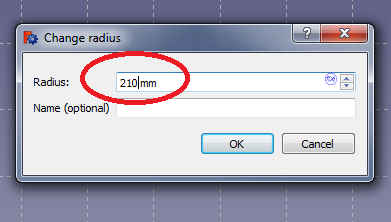 Change radius
Radius: 210 mm
Name (optional)
OK Cancel